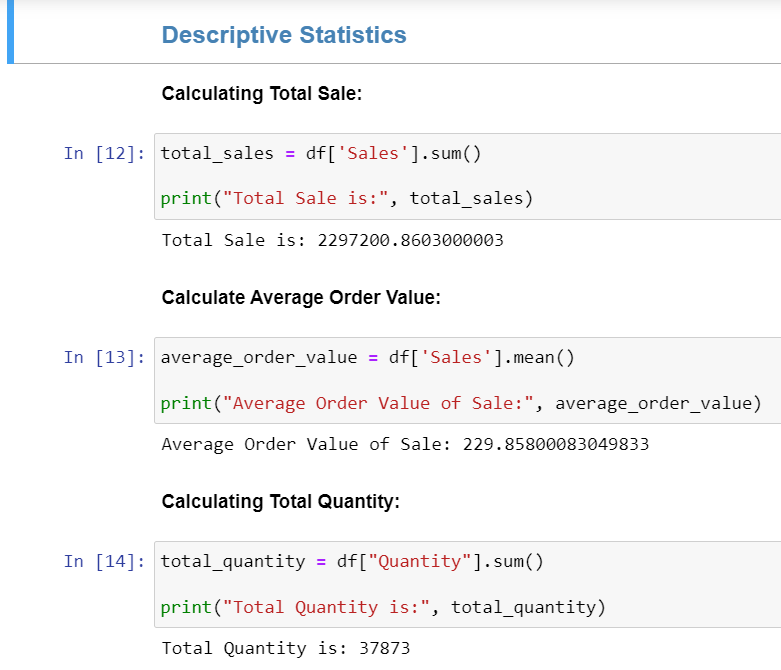 Descriptive Statistics
Calculating Total Sale:
In [12]: total_sales = df['Sales'].sum()
print("Total Sale is:", total_sales)
Total Sale is: 2297200.8603000003
Calculate Average Order Value:
In [13]: average_order_value = df['Sales'].mean()
print("Average Order Value of Sale:", average_order_value)
Average Order Value of Sale: 229.85800083049833
Calculating Total Quantity:
In [14]: total_quantity = df["Quantity"].sum()
print("Total Quantity is:", total_quantity)
Total Quantity is: 37873